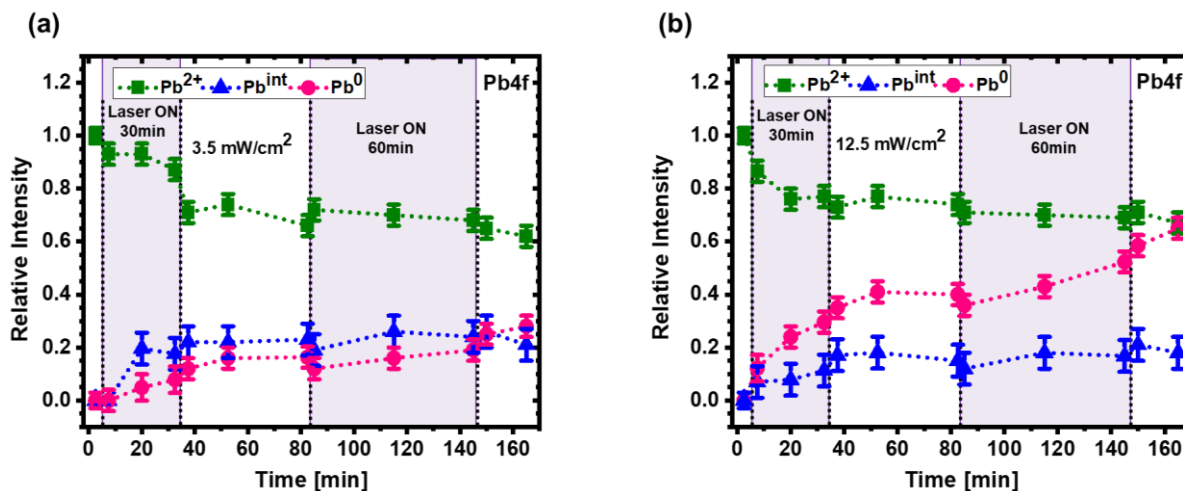 (a)
Pb2+ Pbint Pb0
Pb4f
Laser ON
30min
3.5 mW/cm2
Laser ON
60min
Relative Intensity
1.2
1.0
0.8
0.6
0.4
0.2
0.0
0 20 40 60 80 100 120 140 160
Time [min]
(b)
Pb2+ Pbint Pb0
Pb4f
Laser ON
30min
12.5 mW/cm2
Laser ON
60min
Relative Intensity
1.2
1.0
0.8
0.6
0.4
0.2
0.0
0 20 40 60 80 100 120 140 160
Time [min]